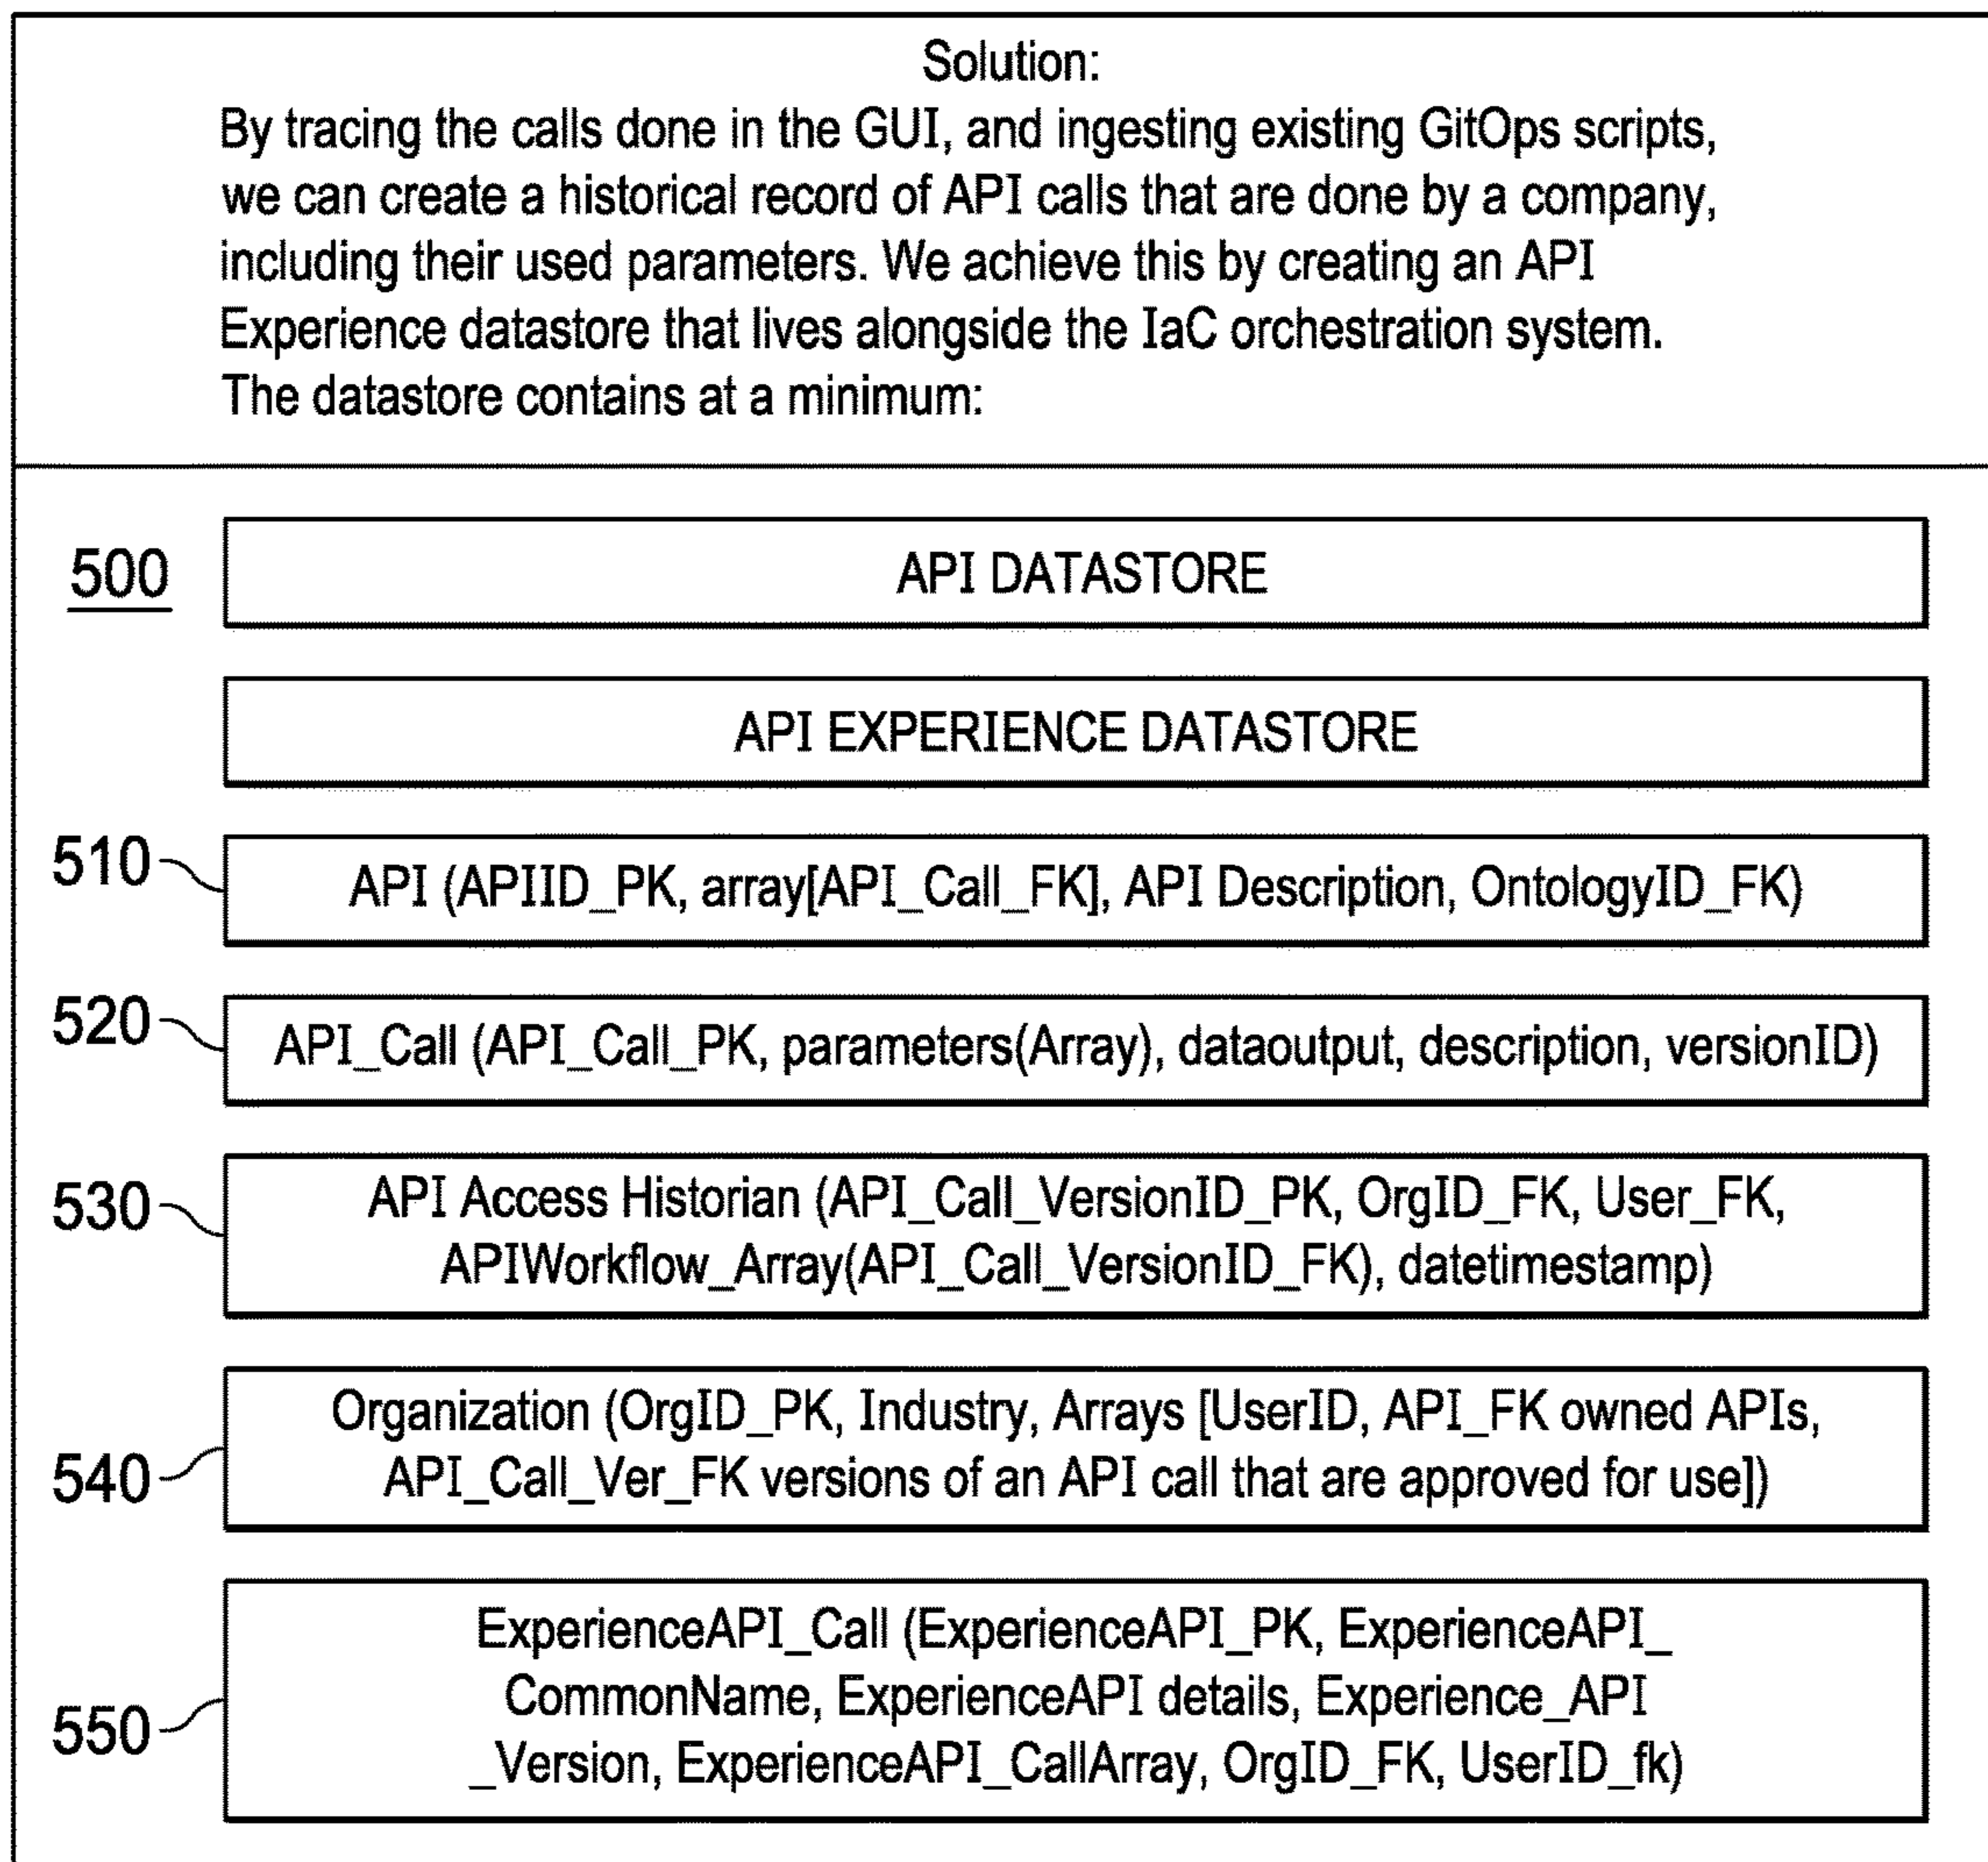 Solution:
By tracing the calls done in the GUI, and ingesting existing GitOps scripts,
we can create a historical record of API calls that are done by a company,
including their used parameters. We achieve this by creating an API
Experience datastore that lives alongside the IaC orchestration system.
The datastore contains at a minimum:
500
API DATASTORE
API EXPERIENCE DATASTORE
510
API (APIID_PK, array[API_Call_FK], API Description, OntologyID_FK)
520
API_Call (API_Call_PK, parameters(Array), dataoutput, description, versionID)
530
API Access Historian (API_Call_VersionID_PK, OrgID_FK, User_FK,
APIWorkflow_Array(API_Call_VersionID_FK), datetimestamp)
540
Organization (OrgID_PK, Industry, Arrays [UserID, API_FK owned APIs,
API_Call_Ver_FK versions of an API call that are approved for use])
550
ExperienceAPI_Call (ExperienceAPI_PK, ExperienceAPI_
CommonName, ExperienceAPI details, Experience_API
_Version, ExperienceAPI_CallArray, OrgID_FK, UserID_fk)